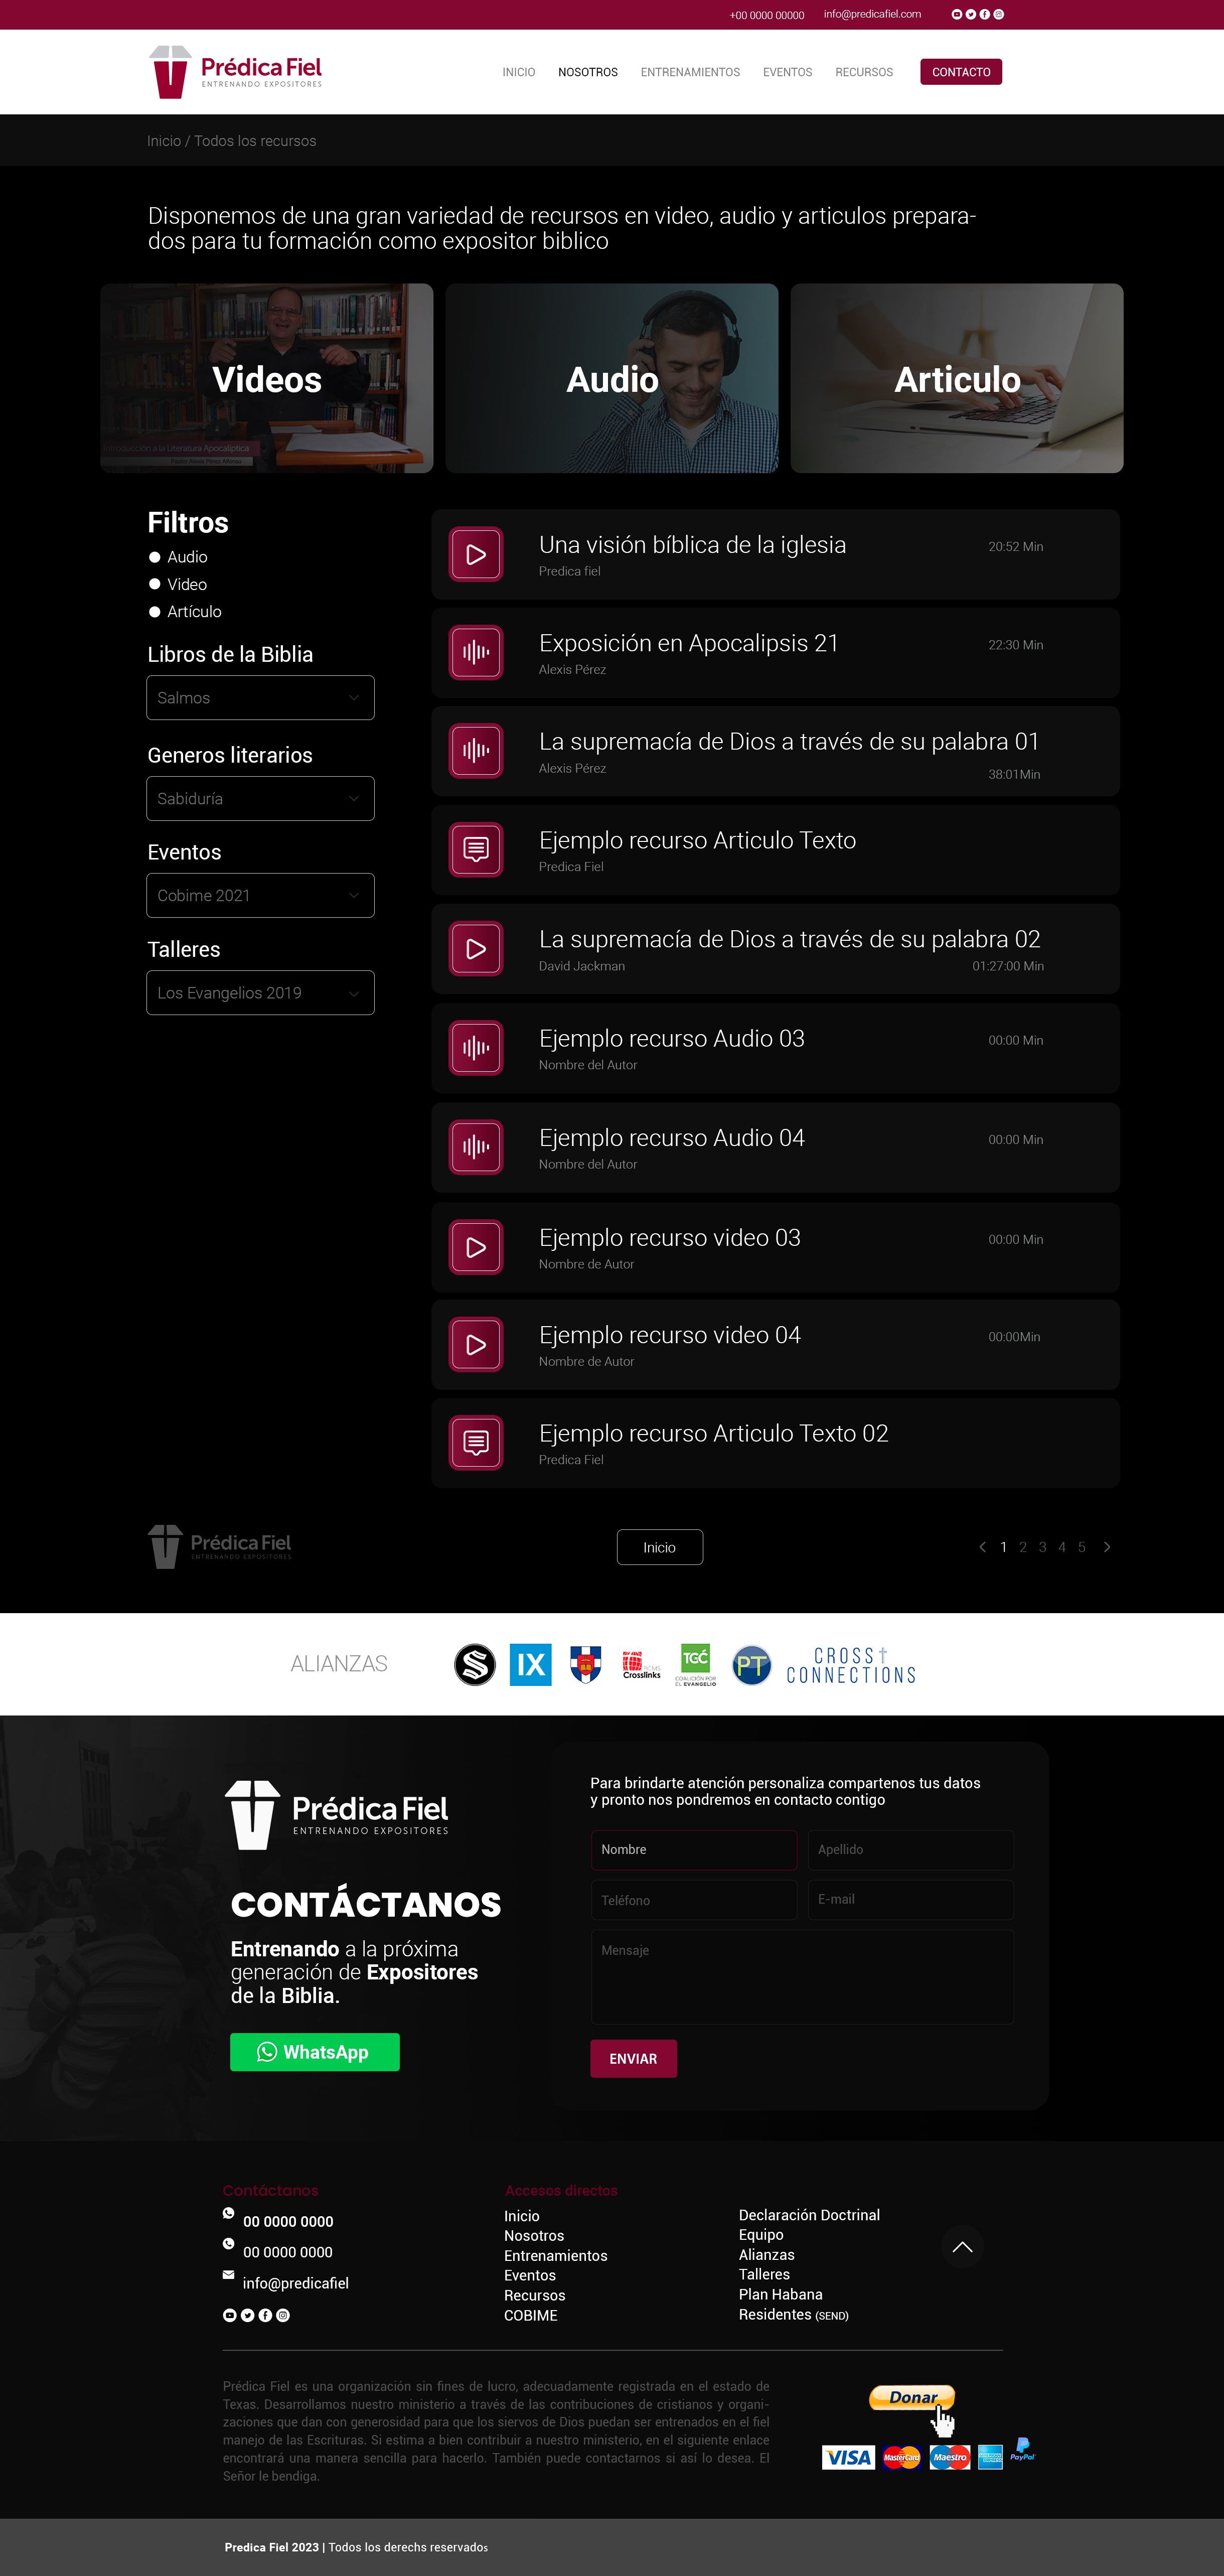 +00 0000 00000 info@predicafiel.com
Prédica Fiel
ENTRENANDO EXPOSITORES
INICIO NOSOTROS ENTRENAMIENTOS EVENTOS RECURSOS CONTACTO
Inicio / Todos los recursos
Disponemos de una gran variedad de recursos en video, audio y articulos prepara-
dos para tu formación como expositor biblico
Videos
Introducción a la Literatura Apocalíptica
Audio
Articulo
Filtros
Audio
Video
Artículo
Libros de la Biblia
Salmos
Generos literarios
Sabiduría
Eventos
Cobime 2021
Talleres
Los Evangelios 2019
Una visión bíblica de la iglesia
Predica fiel
20:52 Min
Exposición en Apocalipsis 21
Alexis Pérez
22:30 Min
La supremacía de Dios a través de su palabra 01
Alexis Pérez
38:01Min
Ejemplo recurso Articulo Texto
Predica Fiel
La supremacía de Dios a través de su palabra 02
David Jackman
01:27:00 Min
Ejemplo recurso Audio 03
Nombre del Autor
00:00 Min
Ejemplo recurso Audio 04
Nombre del Autor
00:00 Min
Ejemplo recurso video 03
Nombre de Autor
00:00 Min
Ejemplo recurso video 04
Nombre de Autor
00:00Min
Ejemplo recurso Articulo Texto 02
Predica Fiel
Prédica Fiel
ENTRENANDO EXPOSITORES
Inicio
1 2 3 4 5
ALIANZAS
S
IX
Crosslinks
TGC
COALICIÓN POR
EL EVANGELIO
PT
CROSS
CONNECTIONS
Prédica Fiel
ENTRENANDO EXPOSITORES
CONTÁCTANOS
Entrenando a la próxima
generación de Expositores
de la Biblia.
WhatsApp
Para brindarte atención personaliza compartenos tus datos
y pronto nos pondremos en contacto contigo
Nombre
Apellido
Teléfono
E-mail
Mensaje
ENVIAR
Contáctanos
00 0000 0000
00 0000 0000
info@predicafiel
Accesos directos
Inicio
Nosotros
Entrenamientos
Eventos
Recursos
COBIME
Declaración Doctrinal
Equipo
Alianzas
Talleres
Plan Habana
Residentes (SEND)
Prédica Fiel es una organización sin fines de lucro, adecuadamente registrada en el estado de
Texas. Desarrollamos nuestro ministerio a través de las contribuciones de cristianos y organi-
zaciones que dan con generosidad para que los siervos de Dios puedan ser entrenados en el fiel
manejo de las Escrituras. Si estima a bien contribuir a nuestro ministerio, en el siguiente enlace
encontrará una manera sencilla para hacerlo. También puede contactarnos si así lo desea. El
Señor le bendiga.
Donar
VISA MasterCard Maestro AMERICAN EXPRESS PayPal
Predica Fiel 2023 | Todos los derechs reservados